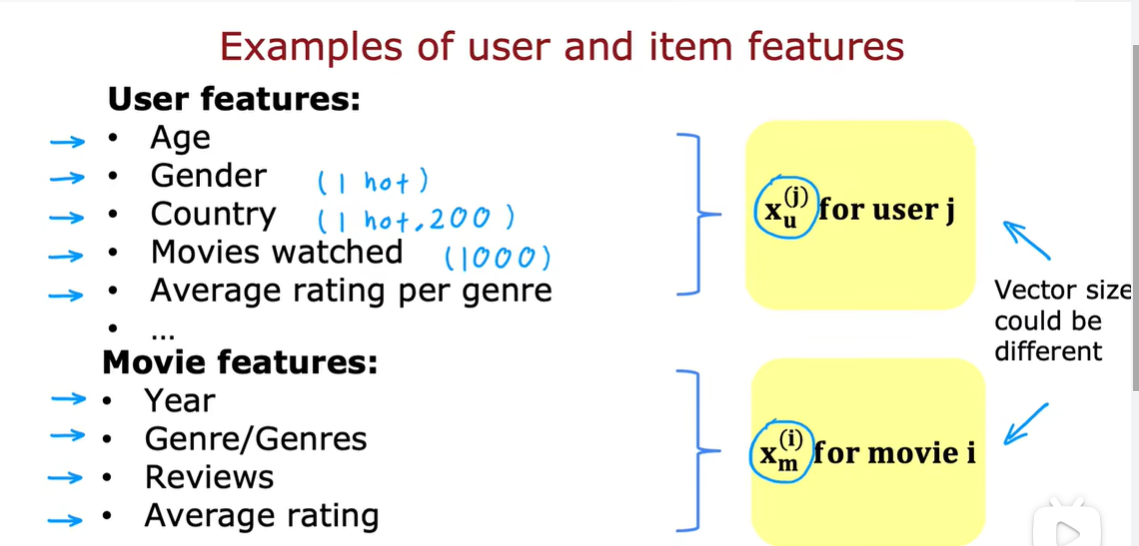 Examples of user and item features
User features:
→ • Age
→ • Gender (1 hot)
→ • Country (1 hot, 200)
→ • Movies watched (1000)
→ • Average rating per genre
• ...
x_u^(j) for user j
Vector size
could be
different
Movie features:
→ • Year
→ • Genre/Genres
→ • Reviews
→ • Average rating
x_m^(i) for movie i